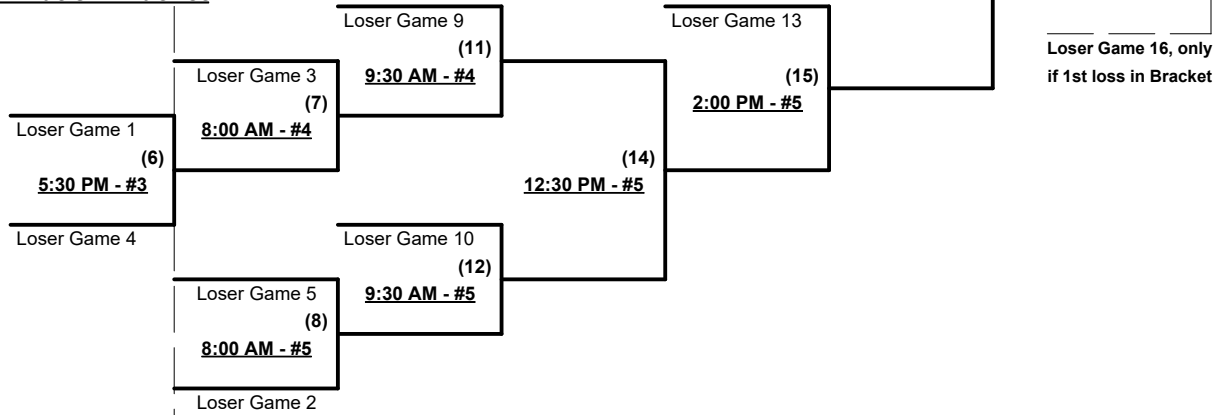 Loser Game 9
Loser Game 13
(11)
9:30 AM - #4
Loser Game 16, only
if 1st loss in Bracket
Loser Game 3
(7)
8:00 AM - #4
(15)
2:00 PM - #5
Loser Game 1
(6)
5:30 PM - #3
(14)
12:30 PM - #5
Loser Game 4
Loser Game 10
(12)
9:30 AM - #5
Loser Game 5
(8)
8:00 AM - #5
Loser Game 2